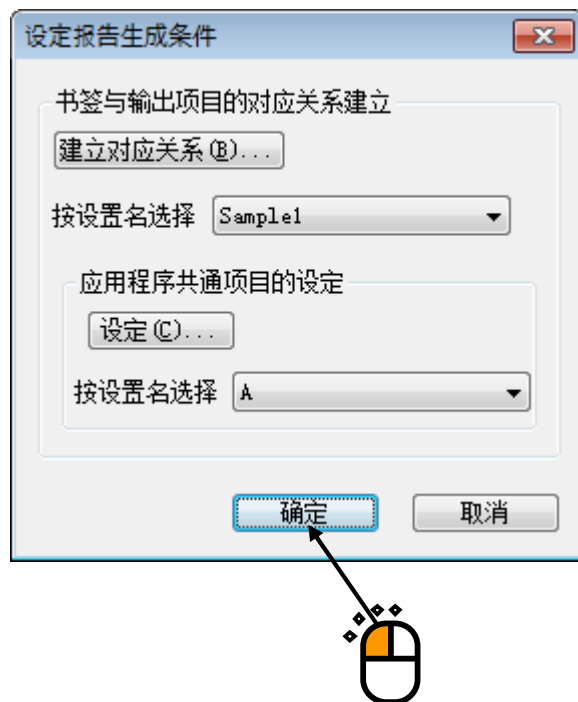 设定报告生成条件
书签与输出项目的对应关系建立
建立对应关系(B)...
按设置名选择 Sample1
应用程序共通项目的设定
设定(C)...
按设置名选择 A
确定 取消